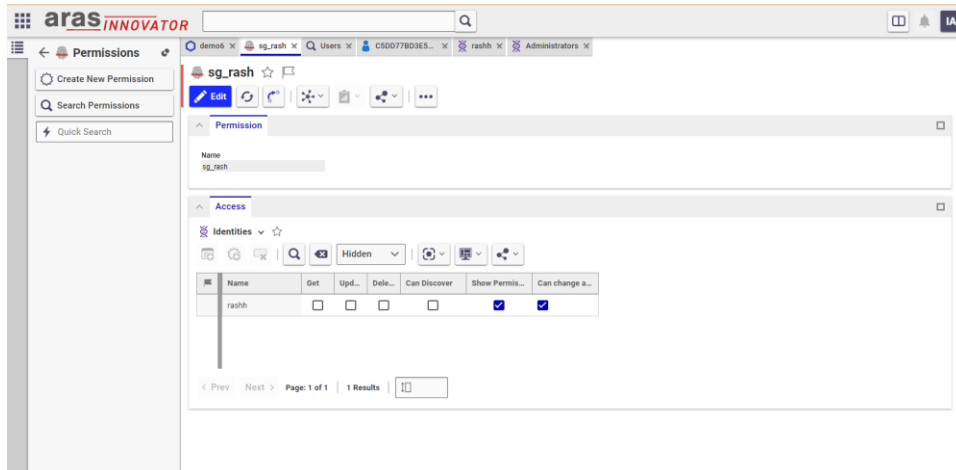 aras INNOVATOR
IA
Permissions
Create New Permission
Search Permissions
Quick Search
demo6 × sg_rash × Users × C5DD77BD3E5... × rashh × Administrators ×
sg_rash
Edit
Permission
Name
sg_rash
Access
Identities
Hidden
Name Get Upd... Dele... Can Discover Show Permis... Can change a...
rashh
< Prev Next > Page: 1 of 1 1 Results